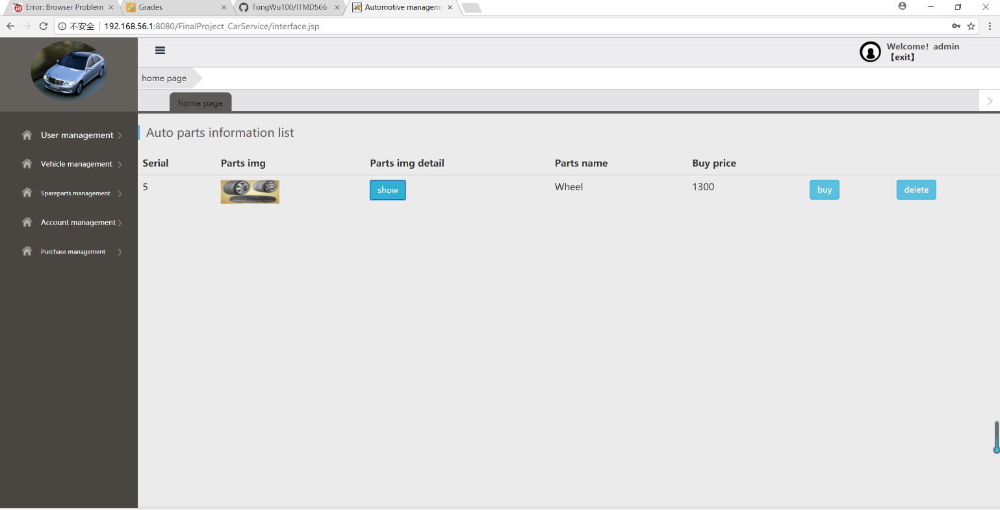 Error: Browser Problem
Grades
TongWu100/ITMD566
Automotive managem
不安全 192.168.56.1:8080/FinalProject_CarService/interface.jsp
Welcome! admin
【exit】
home page
home page
User management
Vehicle management
Spareparts management
Account management
Purchase management
Auto parts information list
Serial Parts img Parts img detail Parts name Buy price
5 show Wheel 1300 buy delete